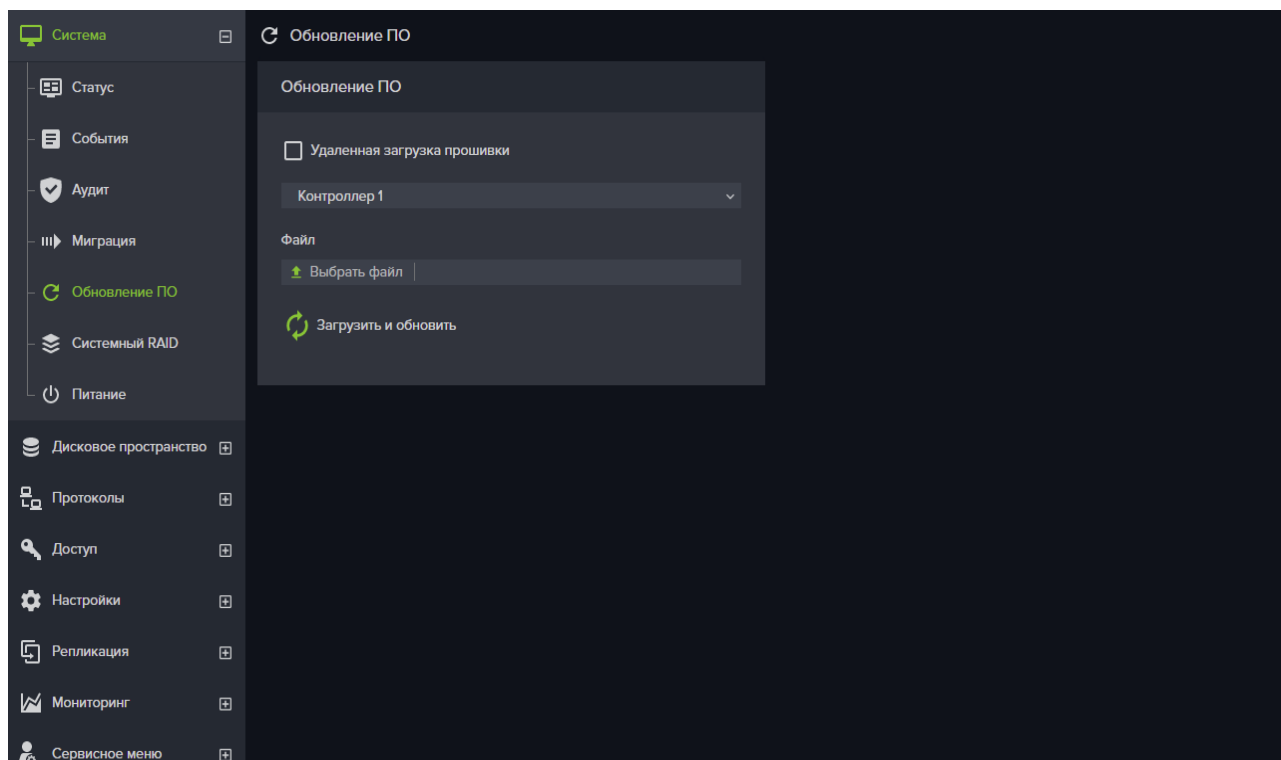 Система
Статус
События
Аудит
Миграция
Обновление ПО
Системный RAID
Питание
Дисковое пространство
Протоколы
Доступ
Настройки
Репликация
Мониторинг
Сервисное меню
Обновление ПО
Обновление ПО
Удаленная загрузка прошивки
Контроллер 1
Файл
Выбрать файл
Загрузить и обновить